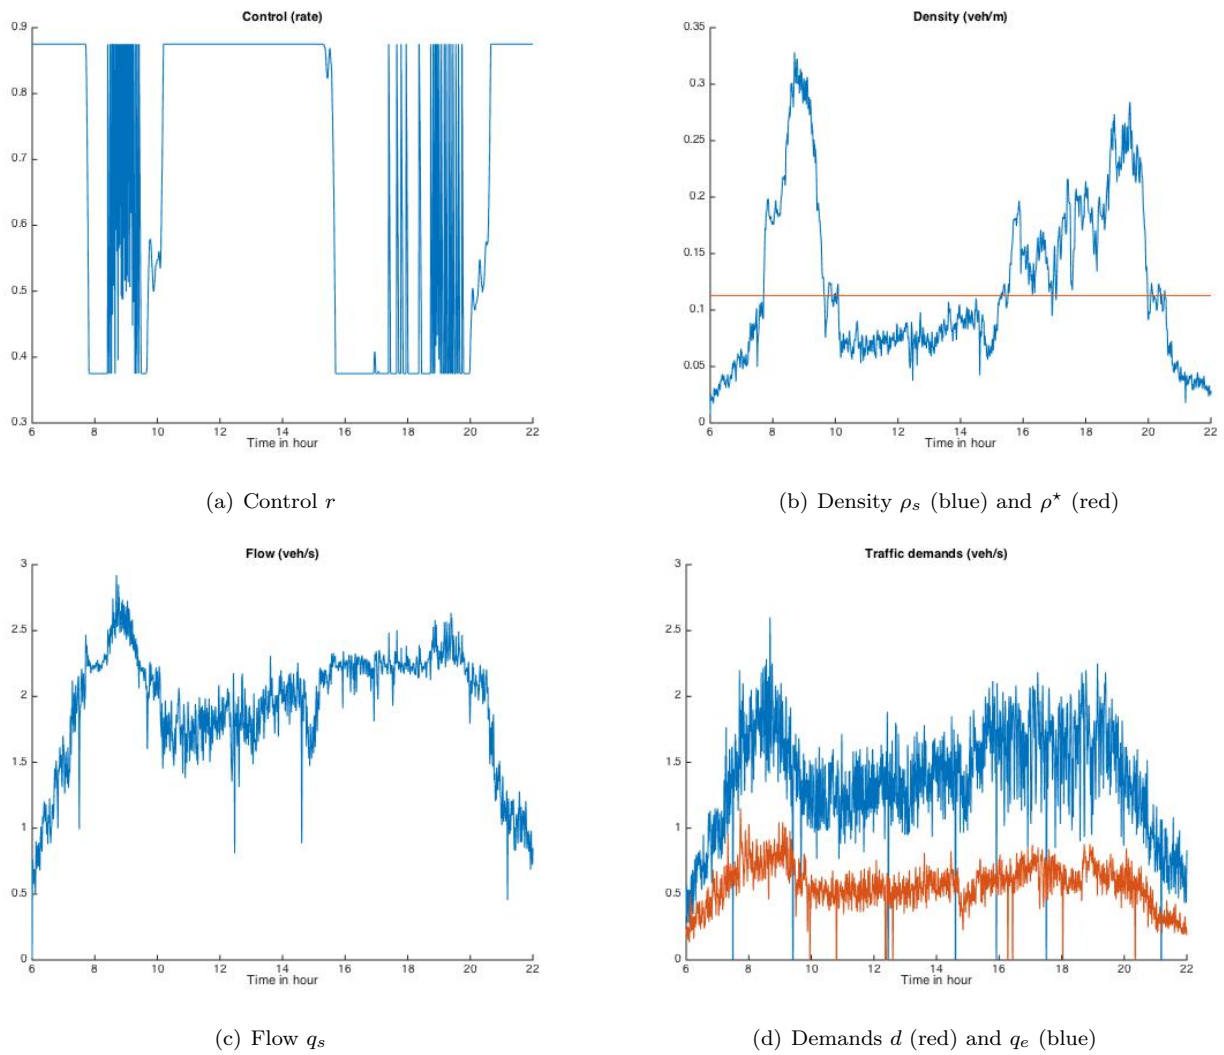 Control (rate)
0.9
0.8
0.7
0.6
0.5
0.4
0.3
6 8 10 12 14 16 18 20 22
Time in hour
(a) Control r
Density (veh/m)
0.35
0.3
0.25
0.2
0.15
0.1
0.05
0
6 8 10 12 14 16 18 20 22
Time in hour
(b) Density ρₛ (blue) and ρ⋆ (red)
Flow (veh/s)
3
2.5
2
1.5
1
0.5
0
6 8 10 12 14 16 18 20 22
Time in hour
(c) Flow qₛ
Traffic demands (veh/s)
3
2.5
2
1.5
1
0.5
0
6 8 10 12 14 16 18 20 22
Time in hour
(d) Demands d (red) and qₑ (blue)